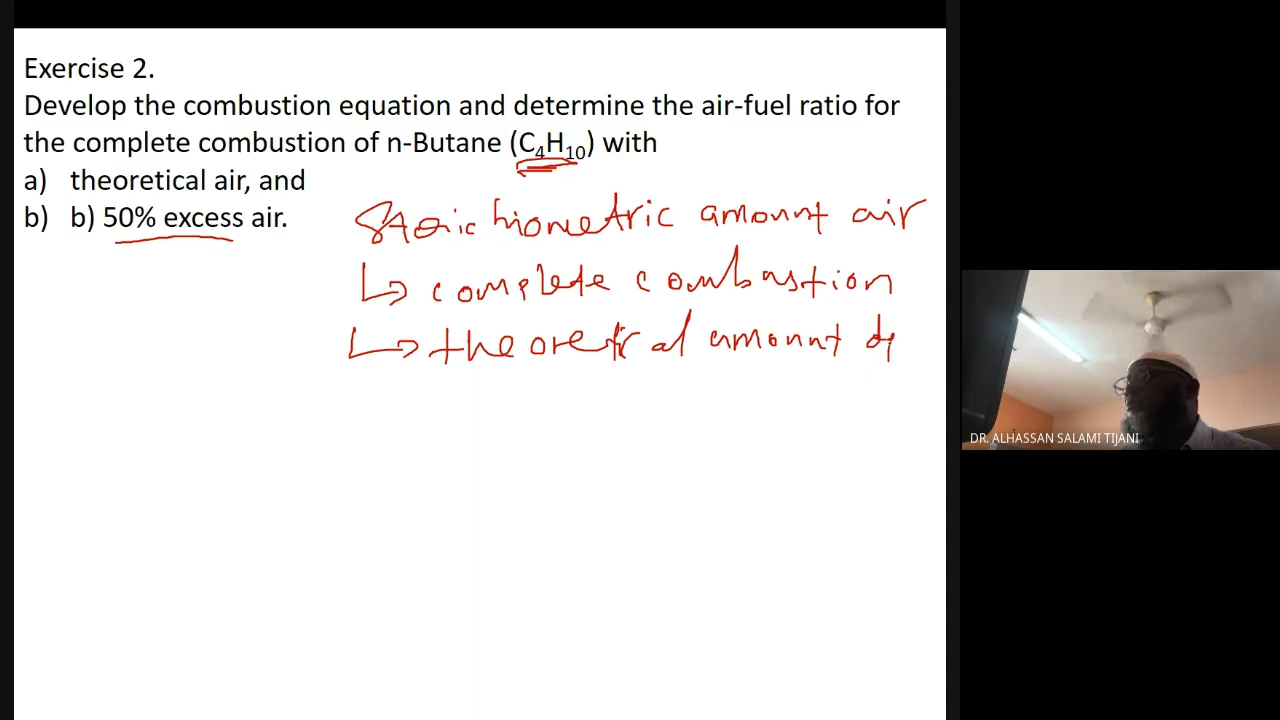 Exercise 2.
Develop the combustion equation and determine the air-fuel ratio for
the complete combustion of n-Butane (C₄H₁₀) with
a) theoretical air, and
b) b) 50% excess air.
Stoichiometric amount air
↳ complete combustion
↳ theoretical amount of
DR. ALHASSAN SALAMI TIJANI